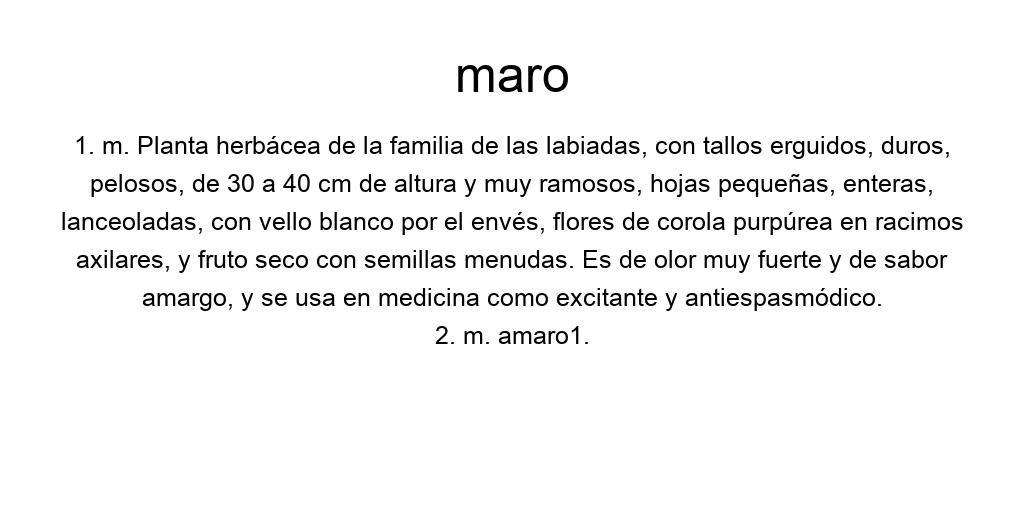 maro
1. m. Planta herbácea de la familia de las labiadas, con tallos erguidos, duros,
pelosos, de 30 a 40 cm de altura y muy ramosos, hojas pequeñas, enteras,
lanceoladas, con vello blanco por el envés, flores de corola purpúrea en racimos
axilares, y fruto seco con semillas menudas. Es de olor muy fuerte y de sabor
amargo, y se usa en medicina como excitante y antiespasmódico.
2. m. amaro1.